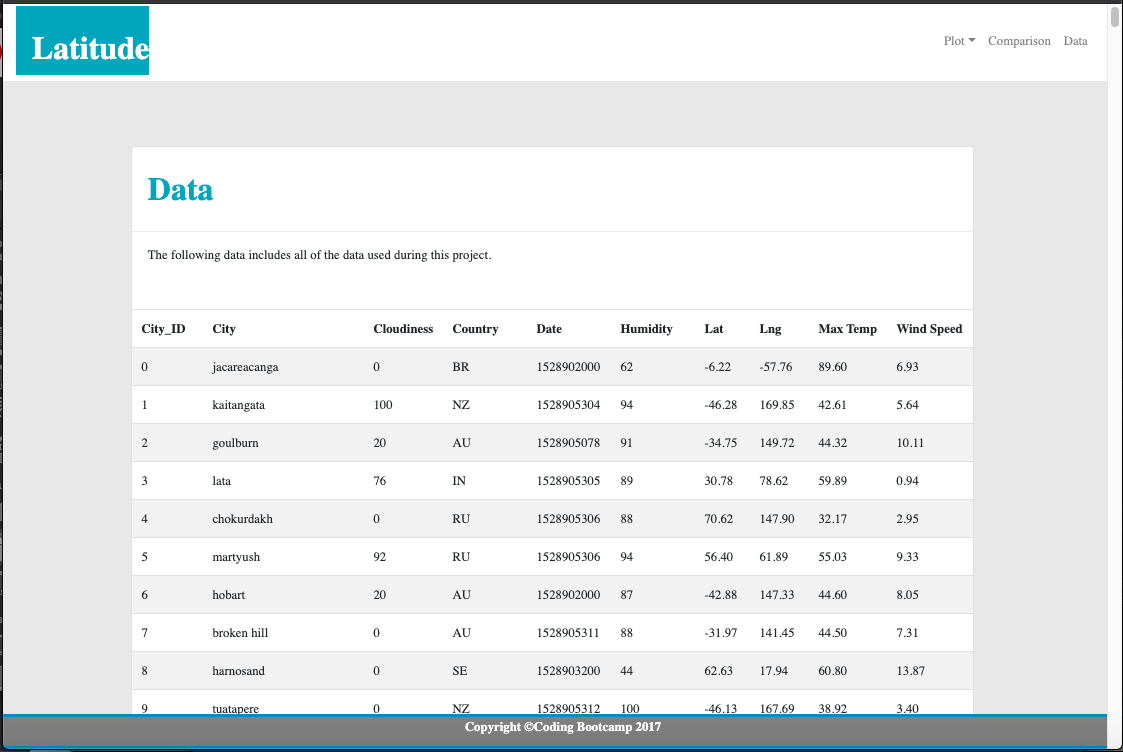 Latitude
Plot Comparison Data
Data
The following data includes all of the data used during this project.
City_ID City Cloudiness Country Date Humidity Lat Lng Max Temp Wind Speed
0 jacareacanga 0 BR 1528902000 62 -6.22 -57.76 89.60 6.93
1 kaitangata 100 NZ 1528905304 94 -46.28 169.85 42.61 5.64
2 goulburn 20 AU 1528905078 91 -34.75 149.72 44.32 10.11
3 lata 76 IN 1528905305 89 30.78 78.62 59.89 0.94
4 chokurdakh 0 RU 1528905306 88 70.62 147.90 32.17 2.95
5 martyush 92 RU 1528905306 94 56.40 61.89 55.03 9.33
6 hobart 20 AU 1528902000 87 -42.88 147.33 44.60 8.05
7 broken hill 0 AU 1528905311 88 -31.97 141.45 44.50 7.31
8 harnosand 0 SE 1528903200 44 62.63 17.94 60.80 13.87
9 tuatapere 0 NZ 1528905312 100 -46.13 167.69 38.92 3.40
Copyright ©Coding Bootcamp 2017